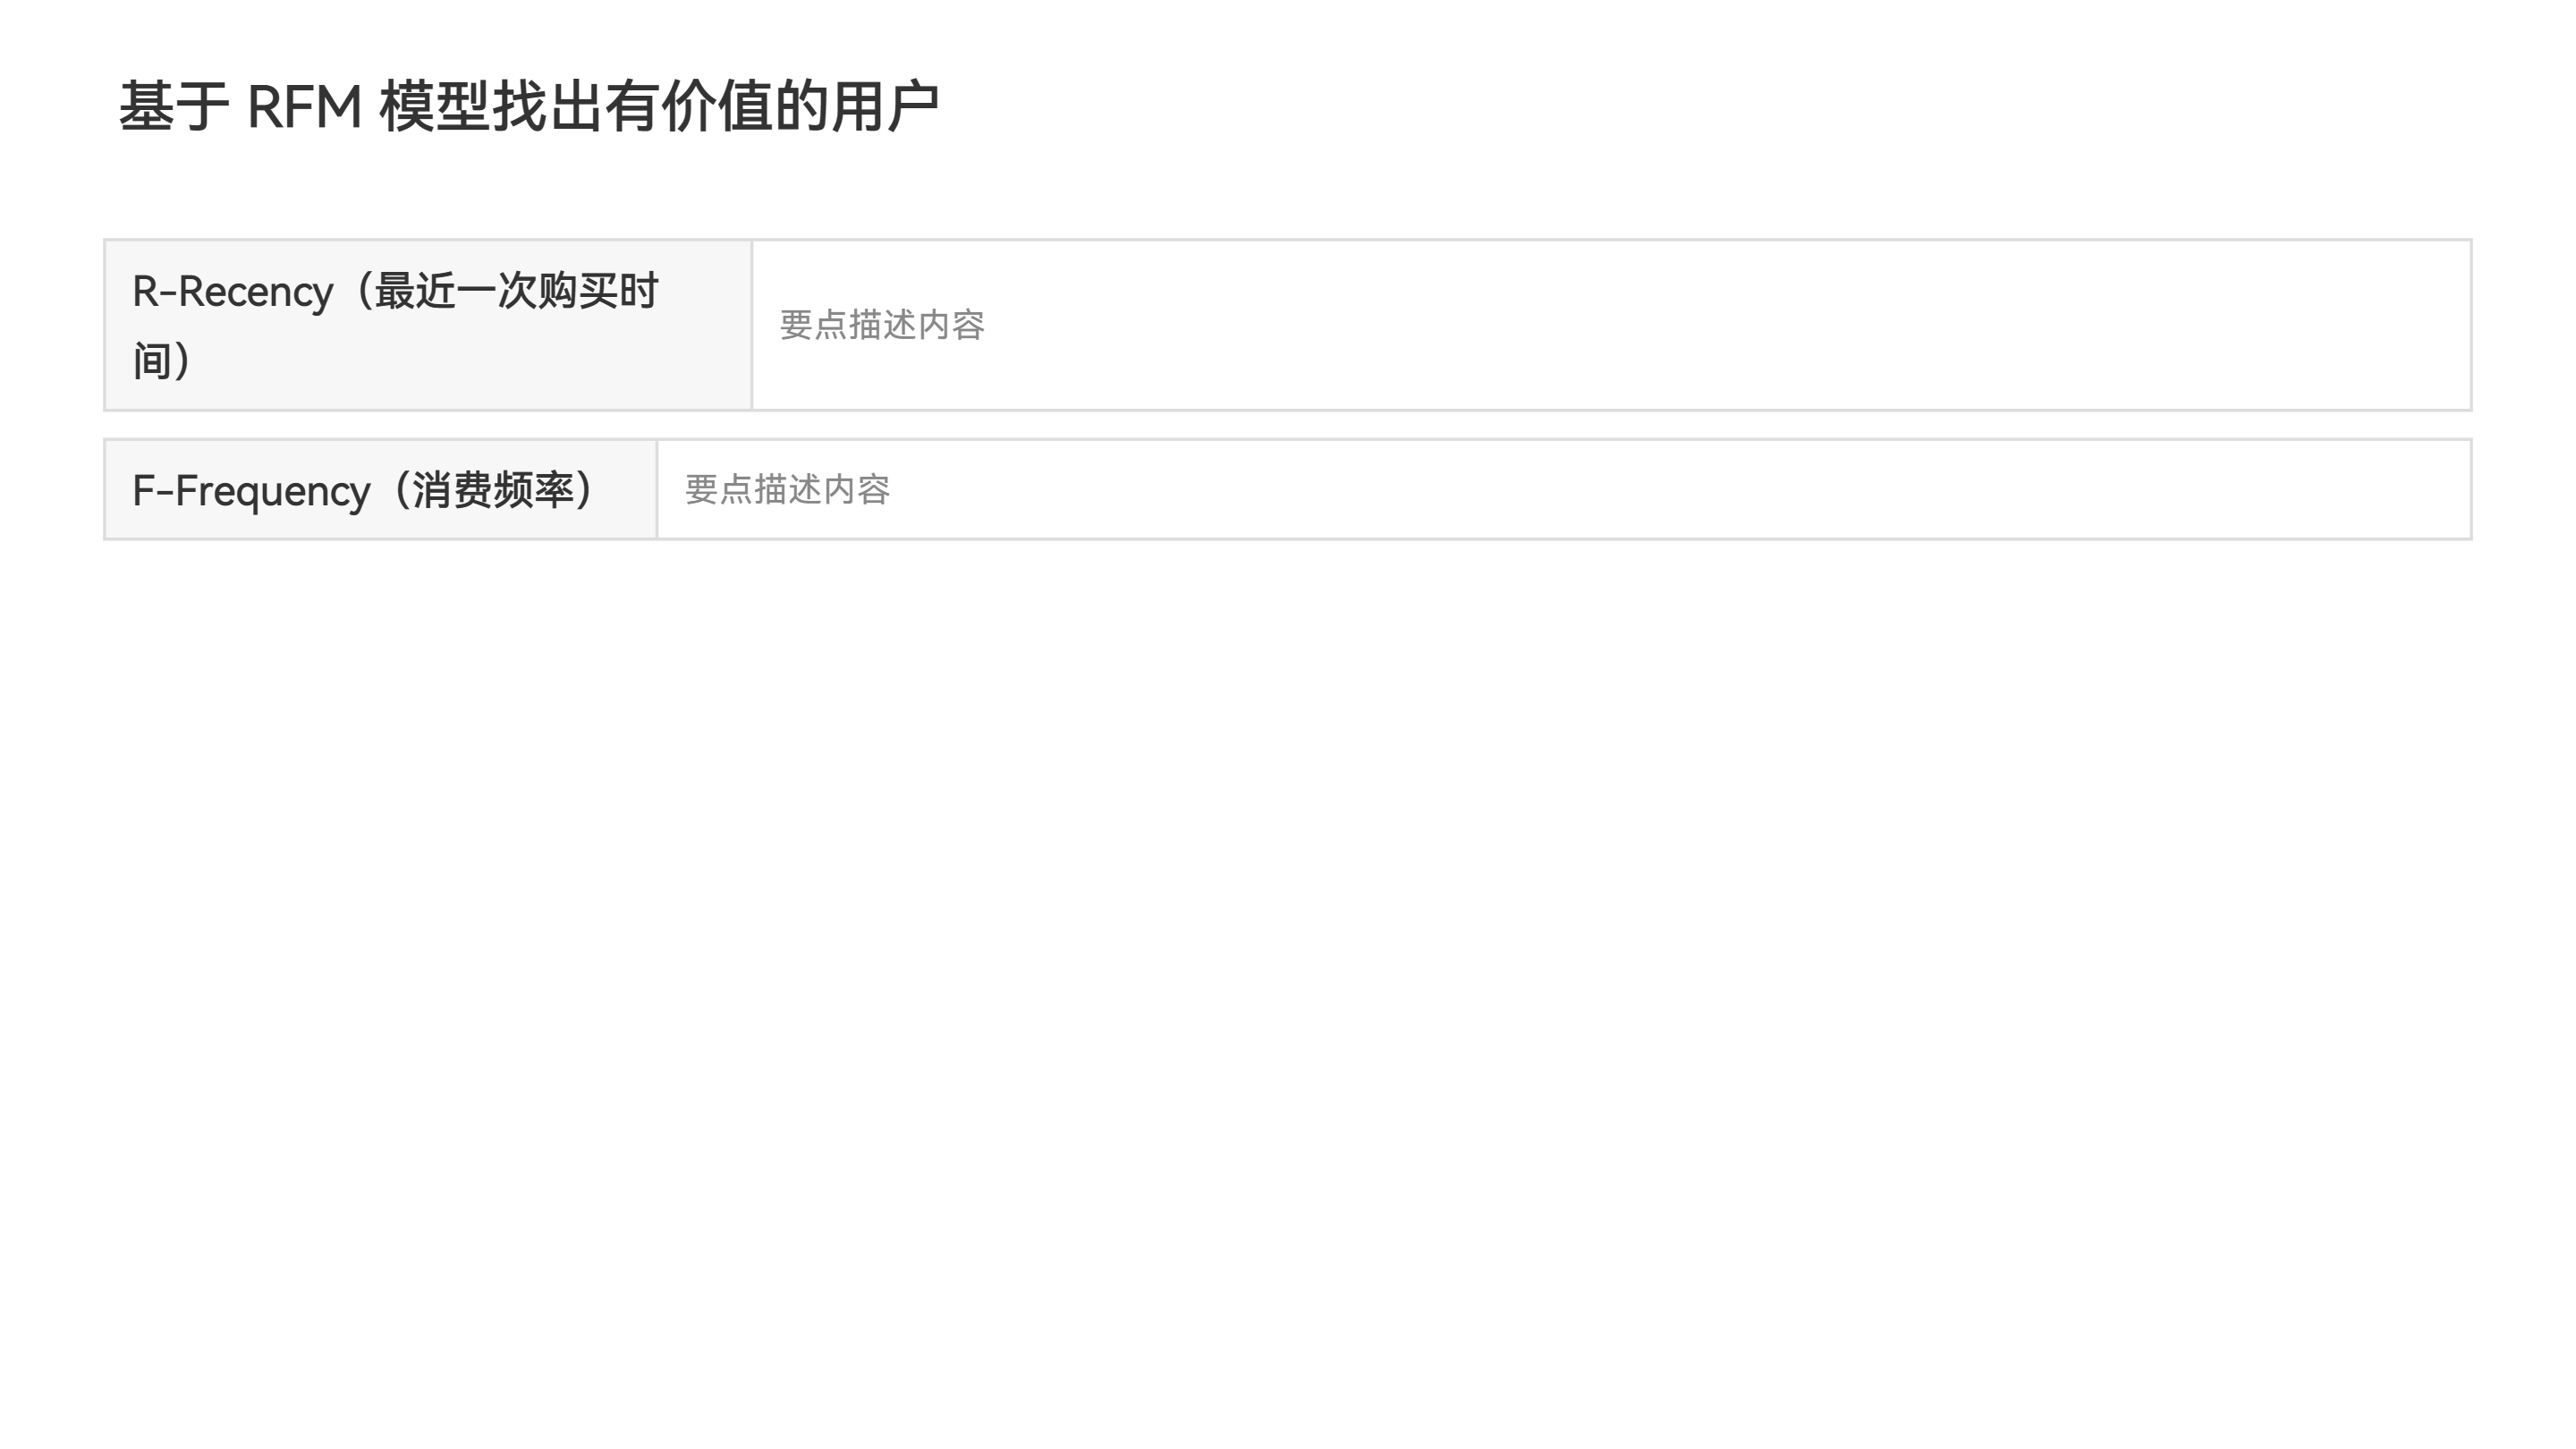 基于 RFM 模型找出有价值的用户
R-Recency（最近一次购买时
间）
要点描述内容
F-Frequency（消费频率）
要点描述内容